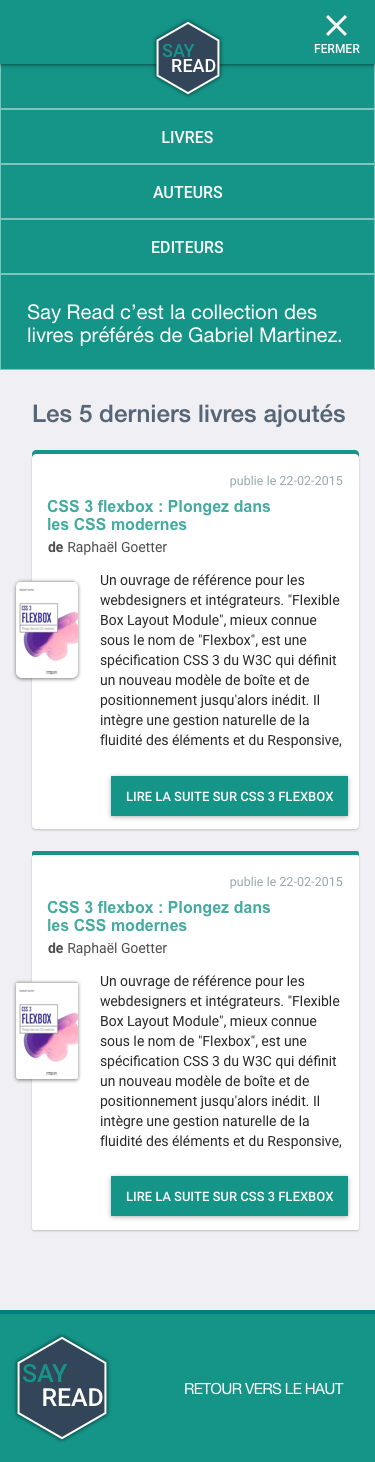 SAY
READ
FERMER
LIVRES
AUTEURS
EDITEURS
Say Read c’est la collection des
livres préférés de Gabriel Martinez.
Les 5 derniers livres ajoutés
publie le 22-02-2015
CSS 3 flexbox : Plongez dans
les CSS modernes
de Raphaël Goetter
CSS 3
FLEXBOX
Un ouvrage de référence pour les
webdesigners et intégrateurs. "Flexible
Box Layout Module", mieux connue
sous le nom de "Flexbox", est une
spécification CSS 3 du W3C qui définit
un nouveau modèle de boîte et de
positionnement jusqu'alors inédit. Il
intègre une gestion naturelle de la
fluidité des éléments et du Responsive,
LIRE LA SUITE SUR CSS 3 FLEXBOX
publie le 22-02-2015
CSS 3 flexbox : Plongez dans
les CSS modernes
de Raphaël Goetter
CSS 3
FLEXBOX
Un ouvrage de référence pour les
webdesigners et intégrateurs. "Flexible
Box Layout Module", mieux connue
sous le nom de "Flexbox", est une
spécification CSS 3 du W3C qui définit
un nouveau modèle de boîte et de
positionnement jusqu'alors inédit. Il
intègre une gestion naturelle de la
fluidité des éléments et du Responsive,
LIRE LA SUITE SUR CSS 3 FLEXBOX
SAY
READ
RETOUR VERS LE HAUT